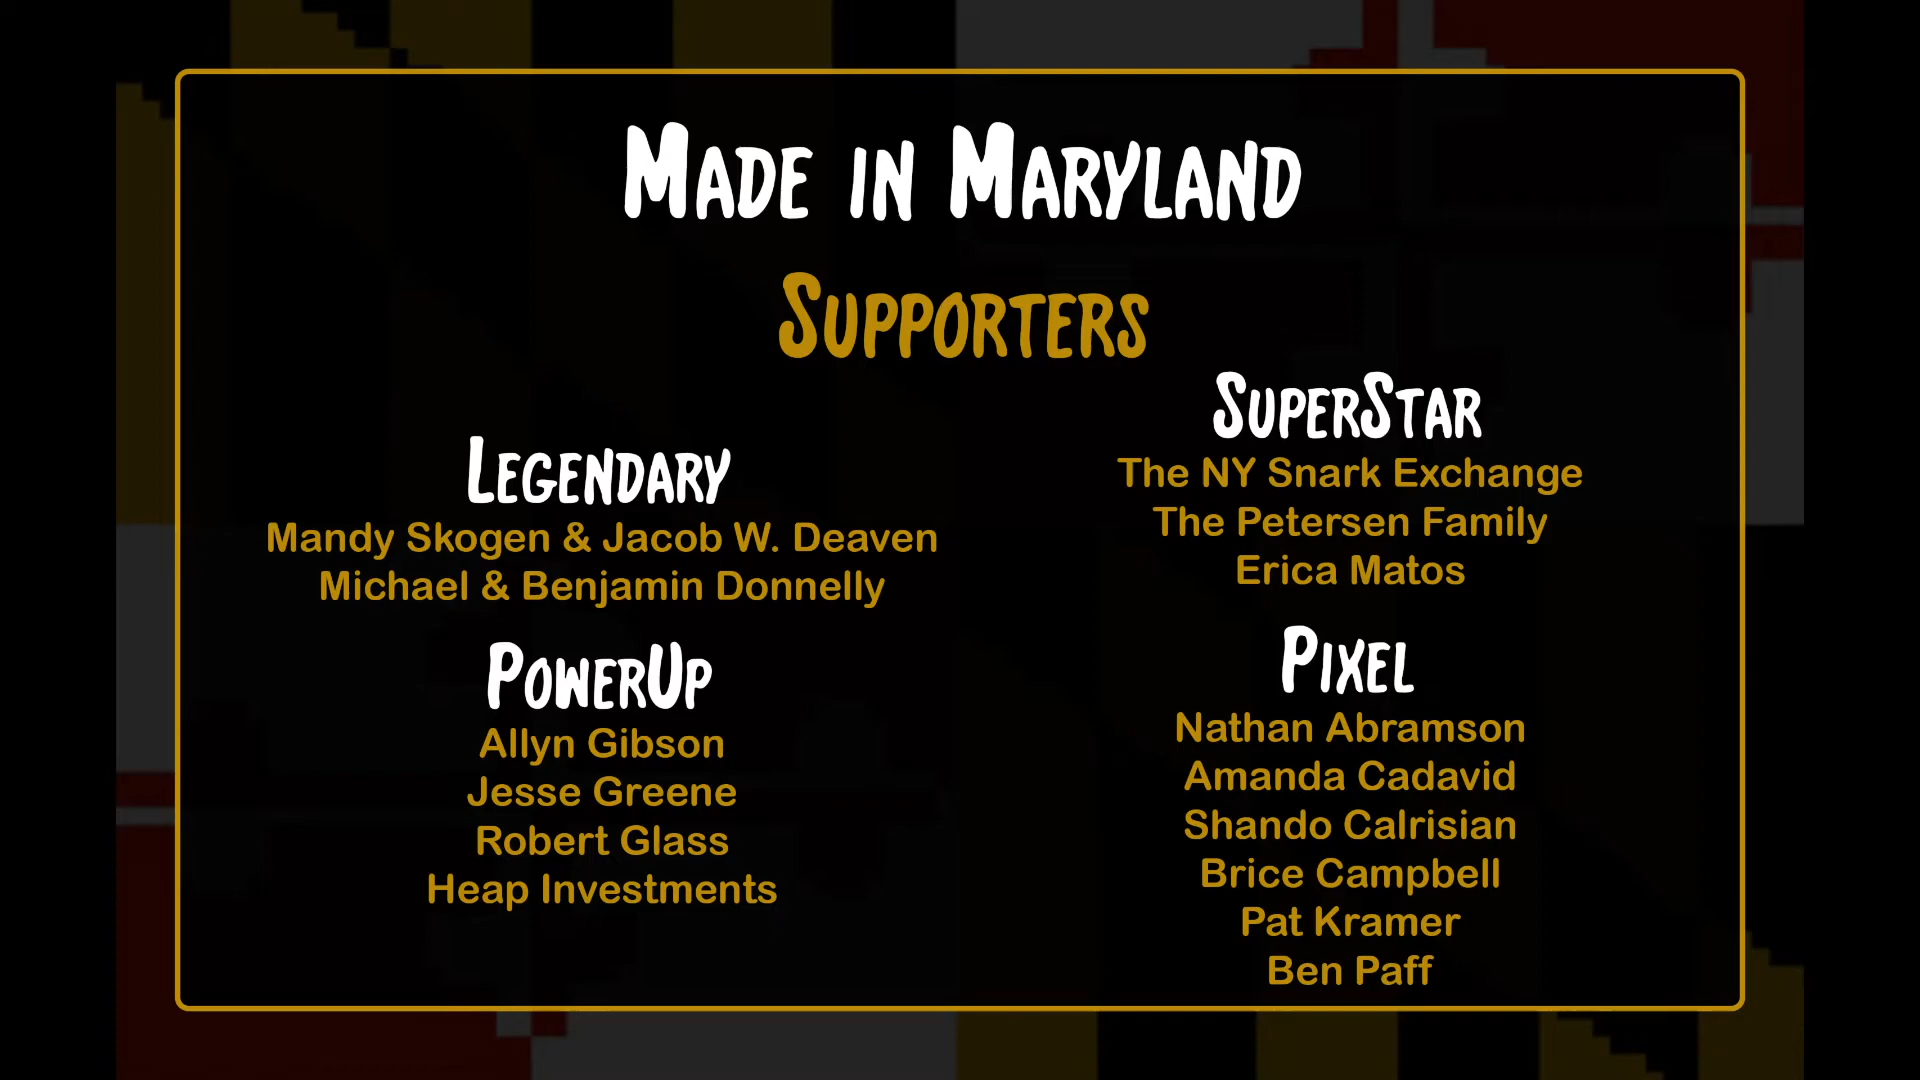 Made in Maryland
Supporters
Legendary
Mandy Skogen & Jacob W. Deaven
Michael & Benjamin Donnelly
PowerUp
Allyn Gibson
Jesse Greene
Robert Glass
Heap Investments
SuperStar
The NY Snark Exchange
The Petersen Family
Erica Matos
Pixel
Nathan Abramson
Amanda Cadavid
Shando Calrisian
Brice Campbell
Pat Kramer
Ben Paff